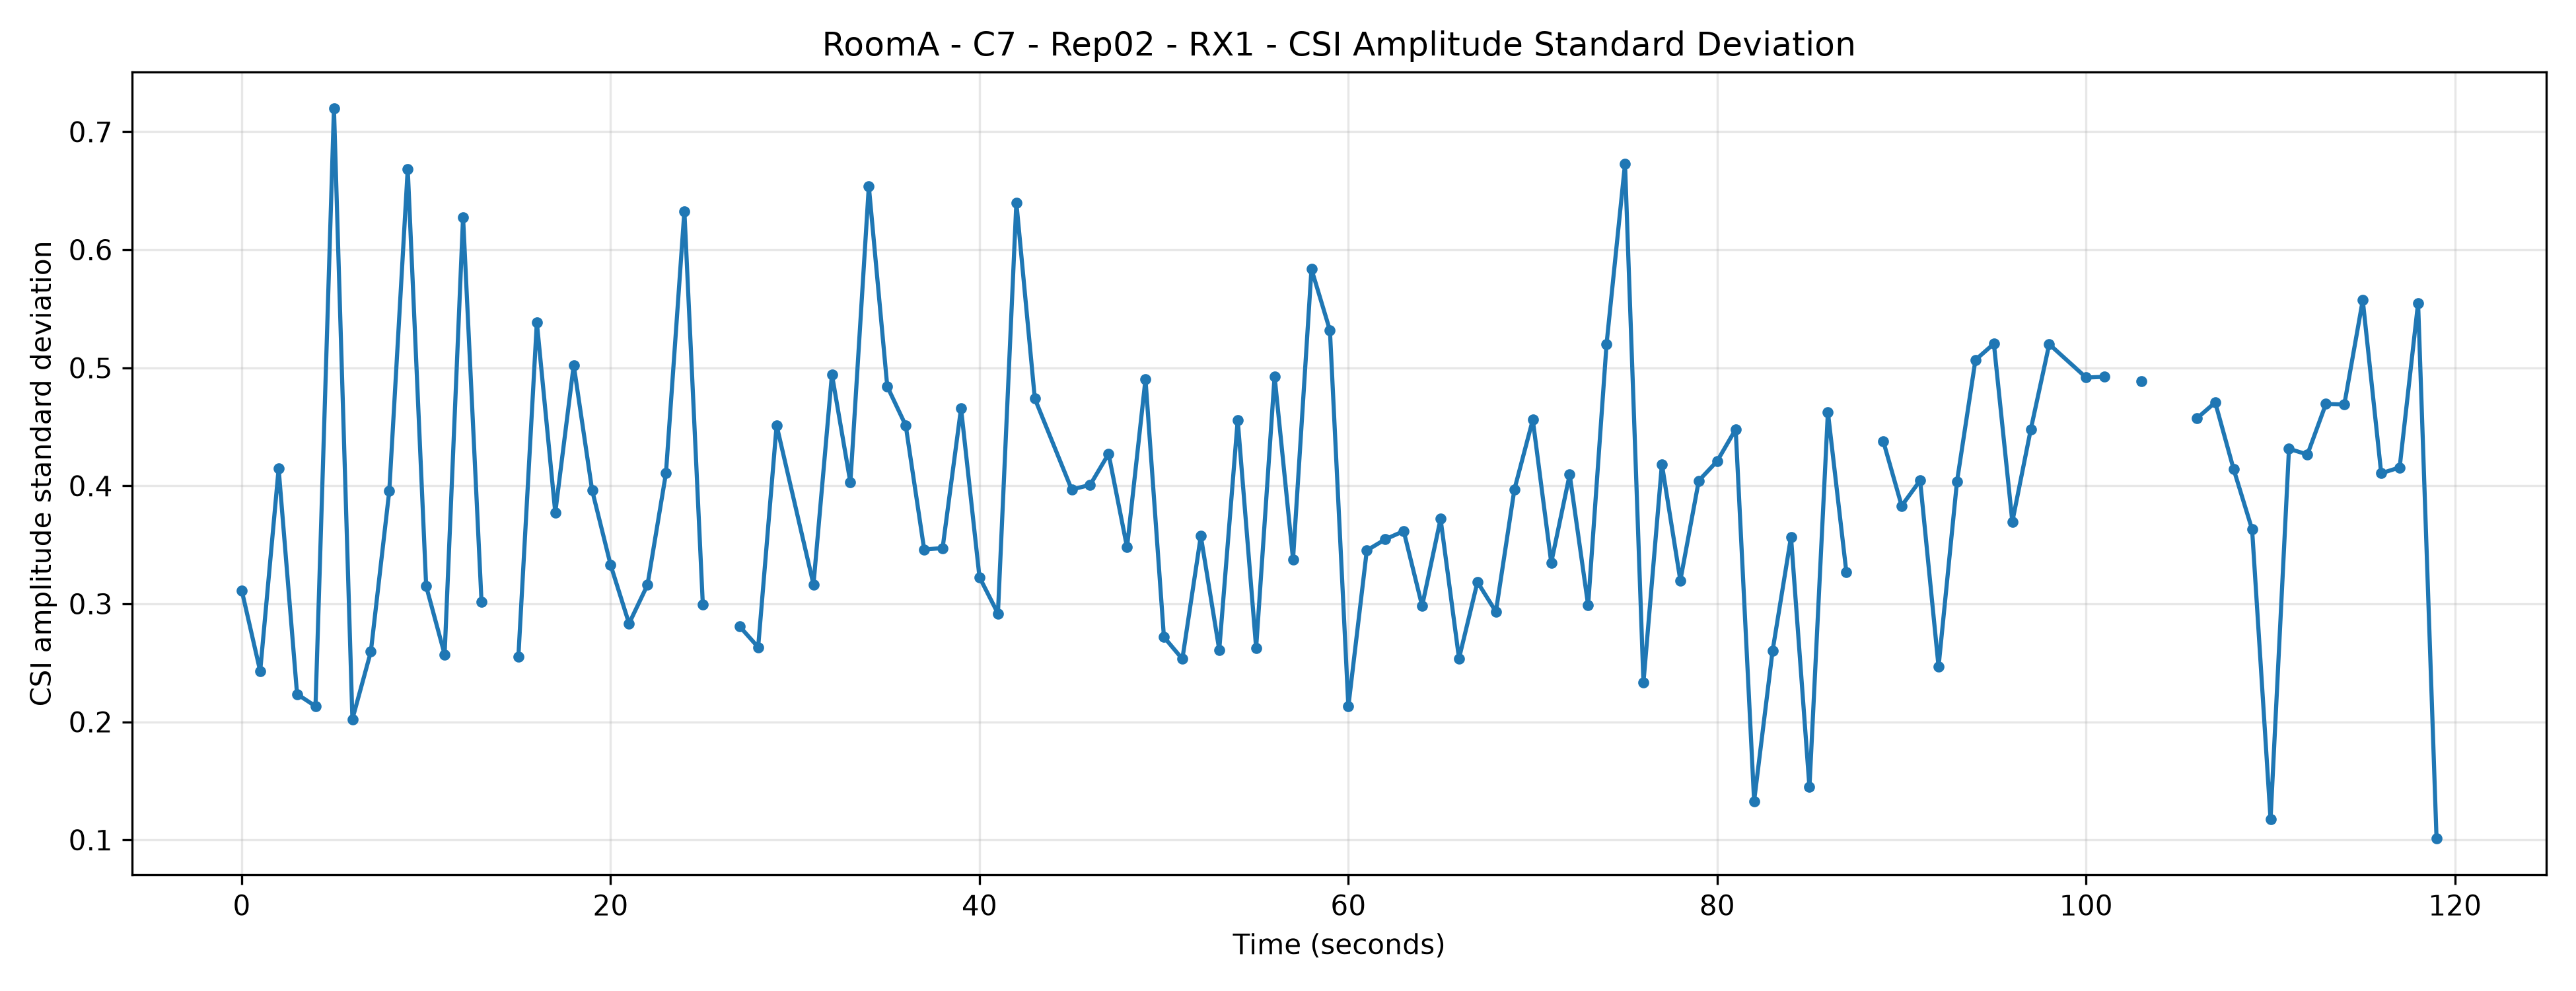 RoomA - C7 - Rep02 - RX1 - CSI Amplitude Standard Deviation
CSI amplitude standard deviation
0.7
0.6
0.5
0.4
0.3
0.2
0.1
0 20 40 60 80 100 120
Time (seconds)